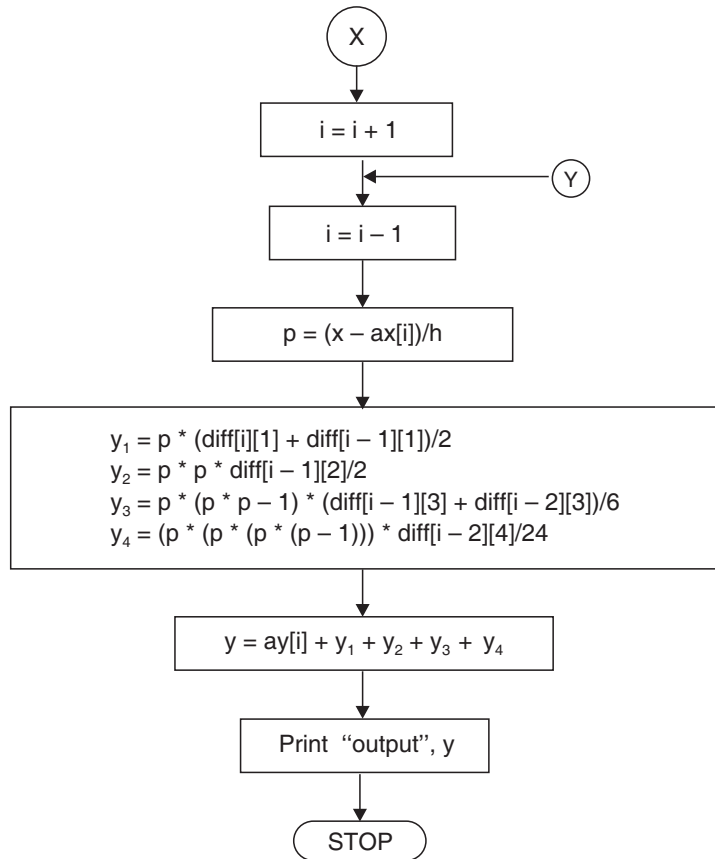 X
i = i + 1
Y
i = i – 1
p = (x – ax[i])/h
y₁ = p * (diff[i][1] + diff[i – 1][1])/2
y₂ = p * p * diff[i – 1][2]/2
y₃ = p * (p * p – 1) * (diff[i – 1][3] + diff[i – 2][3])/6
y₄ = (p * (p * (p * (p – 1))) * diff[i – 2][4]/24
y = ay[i] + y₁ + y₂ + y₃ + y₄
Print ‘‘output’’, y
STOP